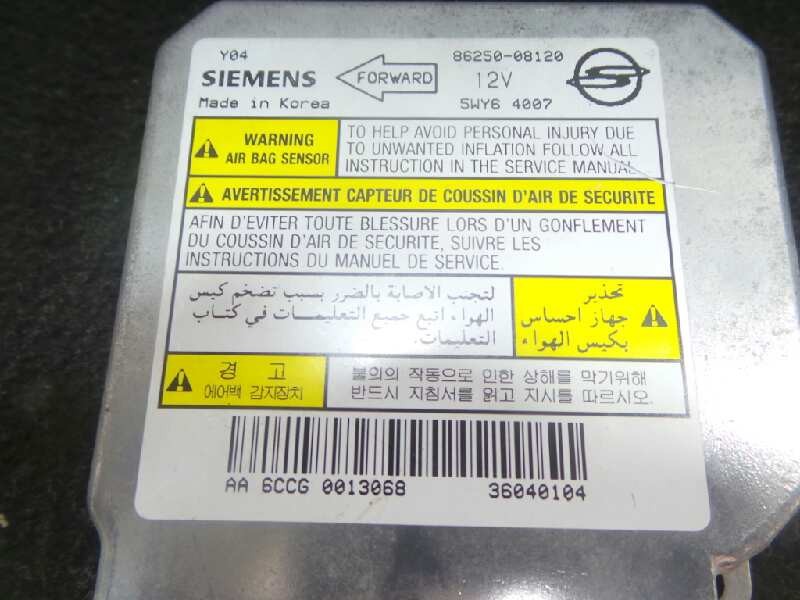 Y04
86250-08120
SIEMENS
FORWARD
12V
Made in Korea
5WY6 4007
WARNING
AIR BAG SENSOR
TO HELP AVOID PERSONAL INJURY DUE
TO UNWANTED INFLATION FOLLOW ALL
INSTRUCTION IN THE SERVICE MANUAL
AVERTISSEMENT CAPTEUR DE COUSSIN D'AIR DE SECURITE
AFIN D'EVITER TOUTE BLESSURE LORS D'UN GONFLEMENT
DU COUSSIN D'AIR DE SECURITE, SUIVRE LES
INSTRUCTIONS DU MANUEL DE SERVICE.
تحذير
جهاز احساس
بكيس الهواء
لتجنب الاصابة بالضرر بسبب تضخم كيس
الهواء اتبع جميع التعليمات في كتاب
التعليمات.
경 고
에어백 감지장치
불의의 작동으로 인한 상해를 막기위해
반드시 지침서를 읽고 지시를 따르시오.
AA 6CCG 0013068
36040104